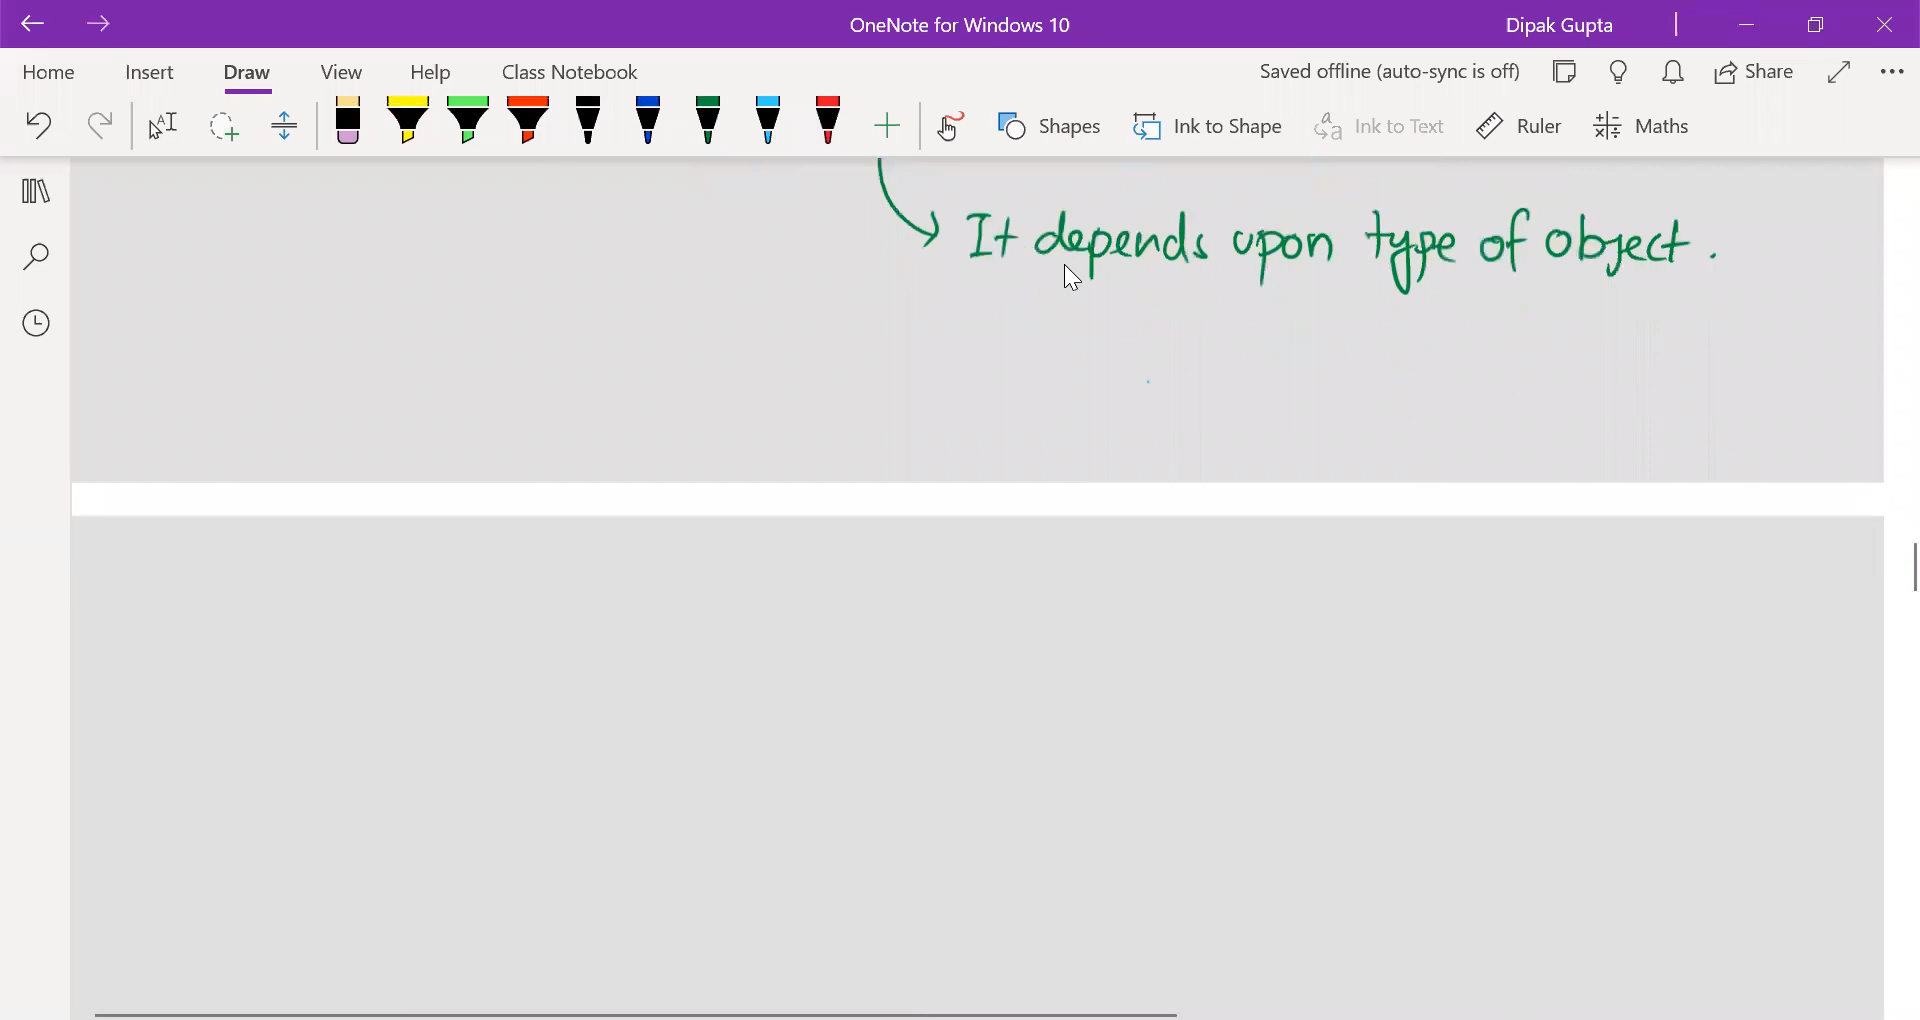 OneNote for Windows 10
Dipak Gupta
Home Insert Draw View Help Class Notebook
Saved offline (auto-sync is off) Share
Shapes Ink to Shape Ink to Text Ruler Maths
It depends upon type of object .